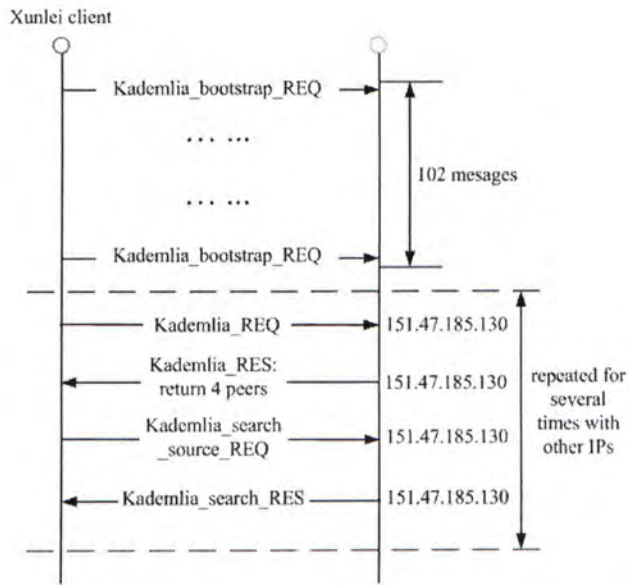 Xunlei client
Kademlia_bootstrap_REQ
... ...
102 mesages
... ...
Kademlia_bootstrap_REQ
Kademlia_REQ
151.47.185.130
Kademlia_RES:
return 4 peers
151.47.185.130
Kademlia_search
_source_REQ
151.47.185.130
Kademlia_search_RES
151.47.185.130
repeated for
several
times with
other IPs